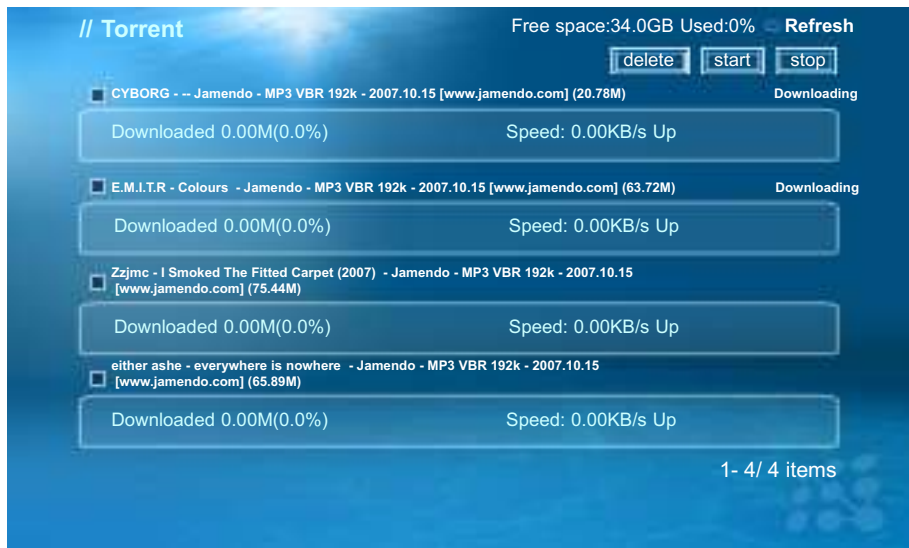 // Torrent
Free space:34.0GB Used:0% Refresh
delete start stop
CYBORG - -- Jamendo - MP3 VBR 192k - 2007.10.15 [www.jamendo.com] (20.78M) Downloading
Downloaded 0.00M(0.0%) Speed: 0.00KB/s Up
E.M.I.T.R - Colours - Jamendo - MP3 VBR 192k - 2007.10.15 [www.jamendo.com] (63.72M) Downloading
Downloaded 0.00M(0.0%) Speed: 0.00KB/s Up
Zzjmc - I Smoked The Fitted Carpet (2007) - Jamendo - MP3 VBR 192k - 2007.10.15
[www.jamendo.com] (75.44M)
Downloaded 0.00M(0.0%) Speed: 0.00KB/s Up
either ashe - everywhere is nowhere - Jamendo - MP3 VBR 192k - 2007.10.15
[www.jamendo.com] (65.89M)
Downloaded 0.00M(0.0%) Speed: 0.00KB/s Up
1- 4/ 4 items